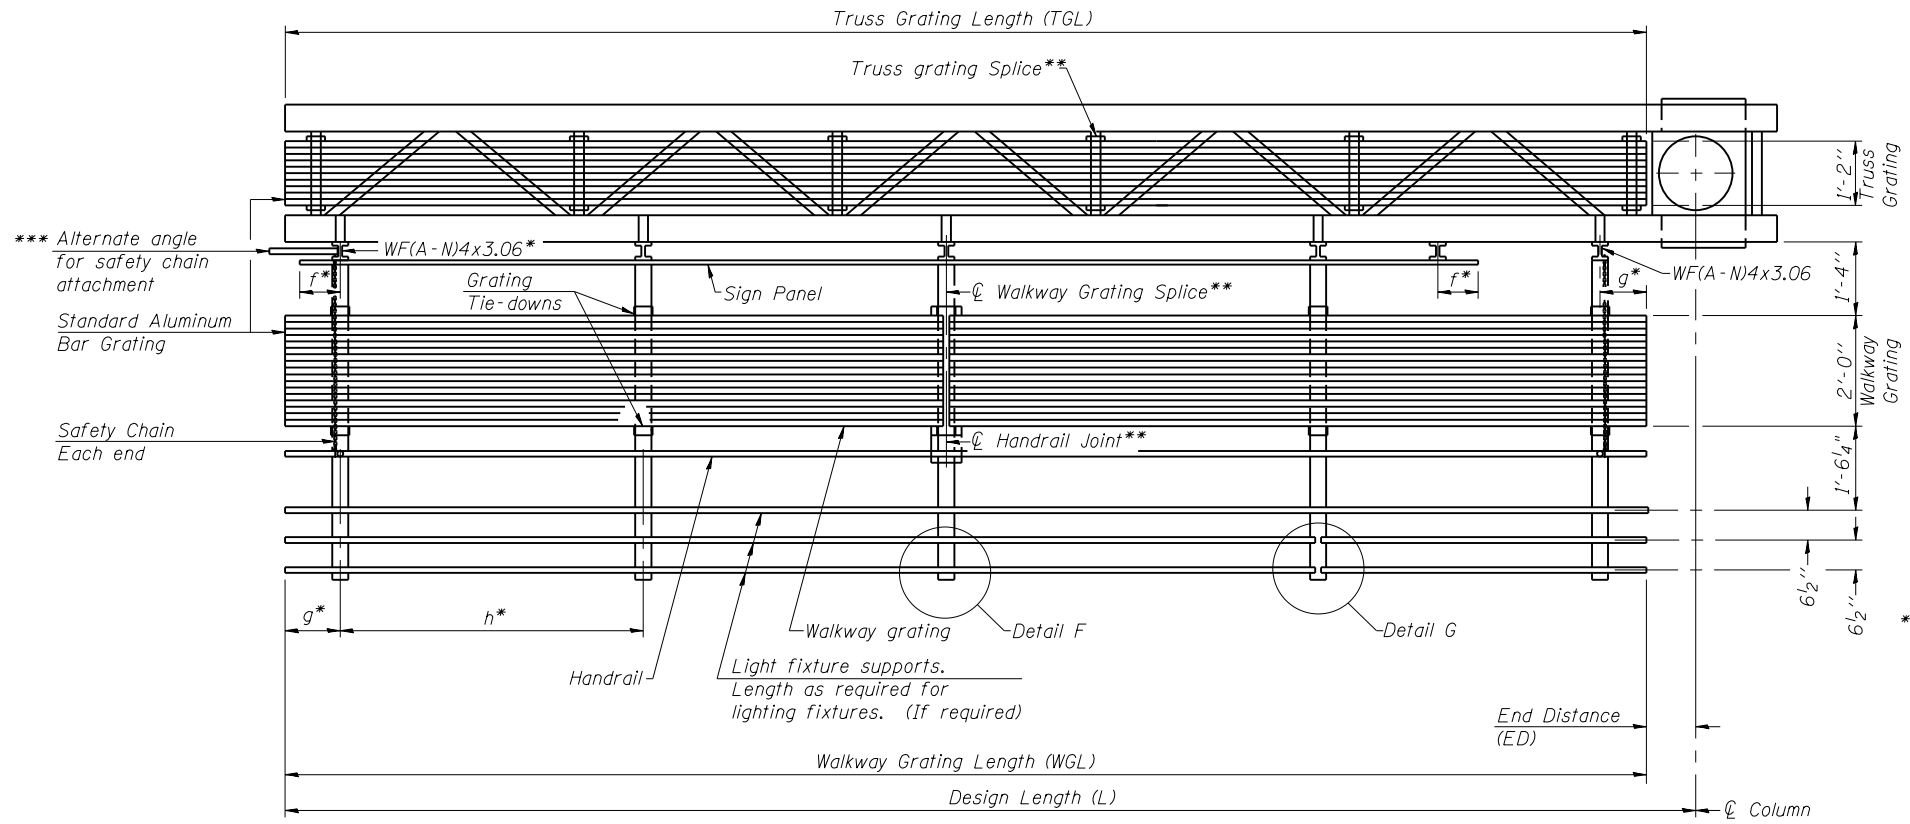 Truss Grating Length (TGL)
Truss grating Splice**
1'-2"
Truss
Grating
*** Alternate angle
for safety chain
attachment
WF(A-N)4x3.06*
f*
Grating
Tie-downs
Sign Panel
℄ Walkway Grating Splice**
f*
g*
WF(A-N)4x3.06
1'-4"
Standard Aluminum
Bar Grating
2'-0"
Walkway
Grating
Safety Chain
Each end
℄ Handrail Joint**
1'-6¼"
6½"
6½"
*
g*
h*
Walkway grating
Detail F
Detail G
Handrail
Light fixture supports.
Length as required for
lighting fixtures. (If required)
End Distance
(ED)
Walkway Grating Length (WGL)
Design Length (L)
℄ Column